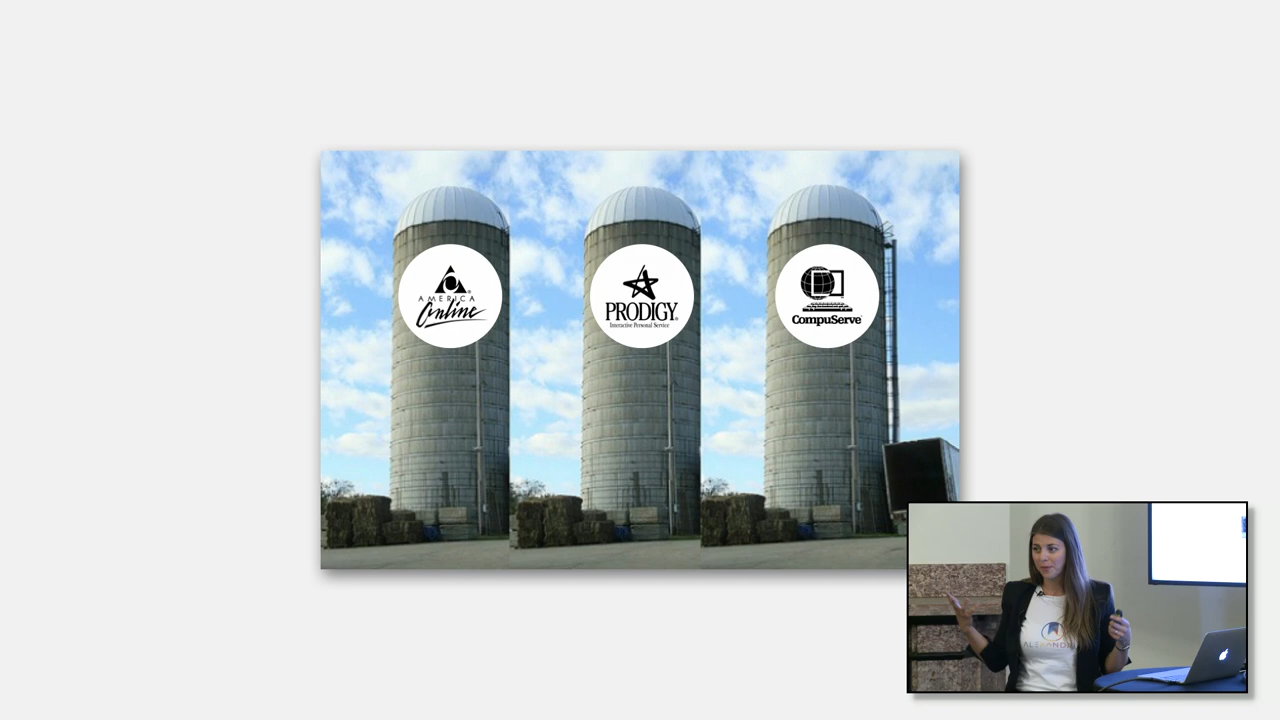 AMERICA
Online
PRODIGY
Interactive Personal Service
CompuServe